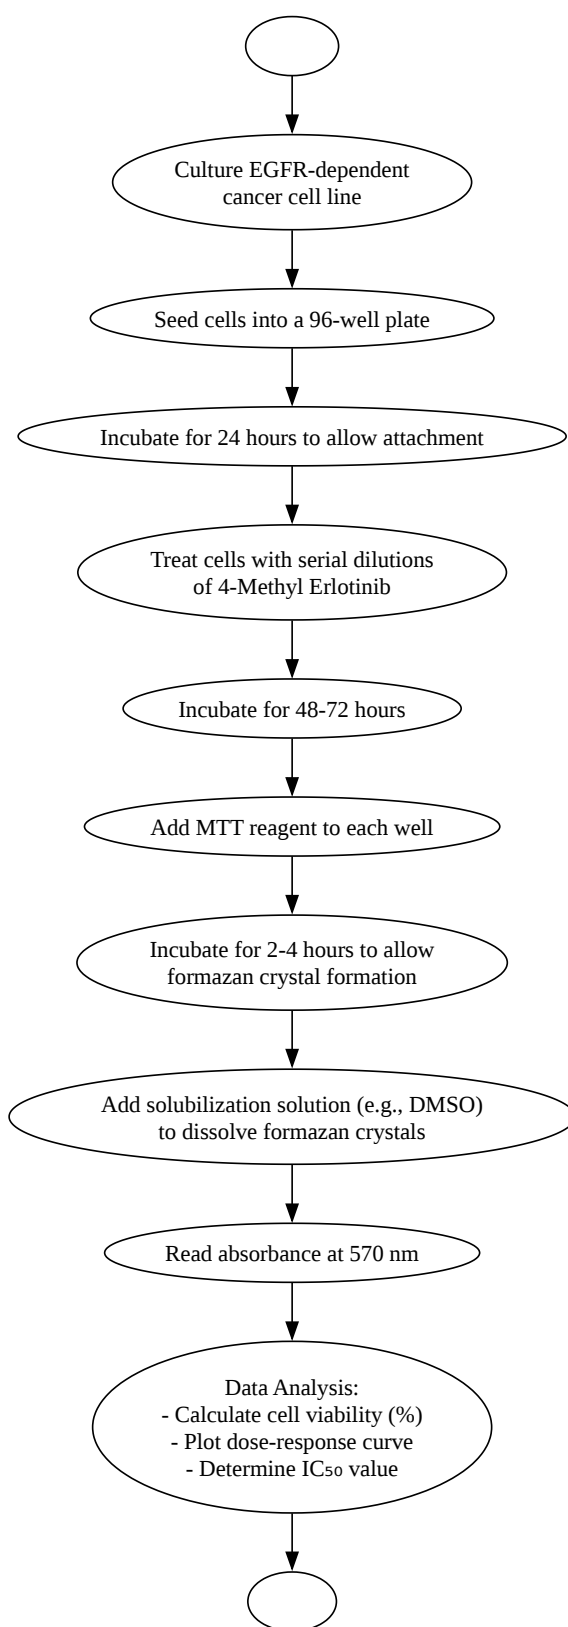 Culture EGFR-dependent
cancer cell line
Seed cells into a 96-well plate
Incubate for 24 hours to allow attachment
Treat cells with serial dilutions
of 4-Methyl Erlotinib
Incubate for 48-72 hours
Add MTT reagent to each well
Incubate for 2-4 hours to allow
formazan crystal formation
Add solubilization solution (e.g., DMSO)
to dissolve formazan crystals
Read absorbance at 570 nm
Data Analysis:
- Calculate cell viability (%)
- Plot dose-response curve
- Determine IC₅₀ value